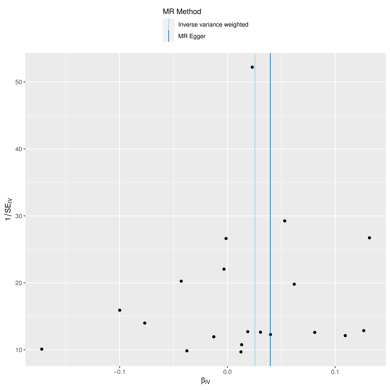 MR Method
Inverse variance weighted
MR Egger
50
40
30
20
10
1/SE_IV
−0.1
0.0
0.1
β_IV